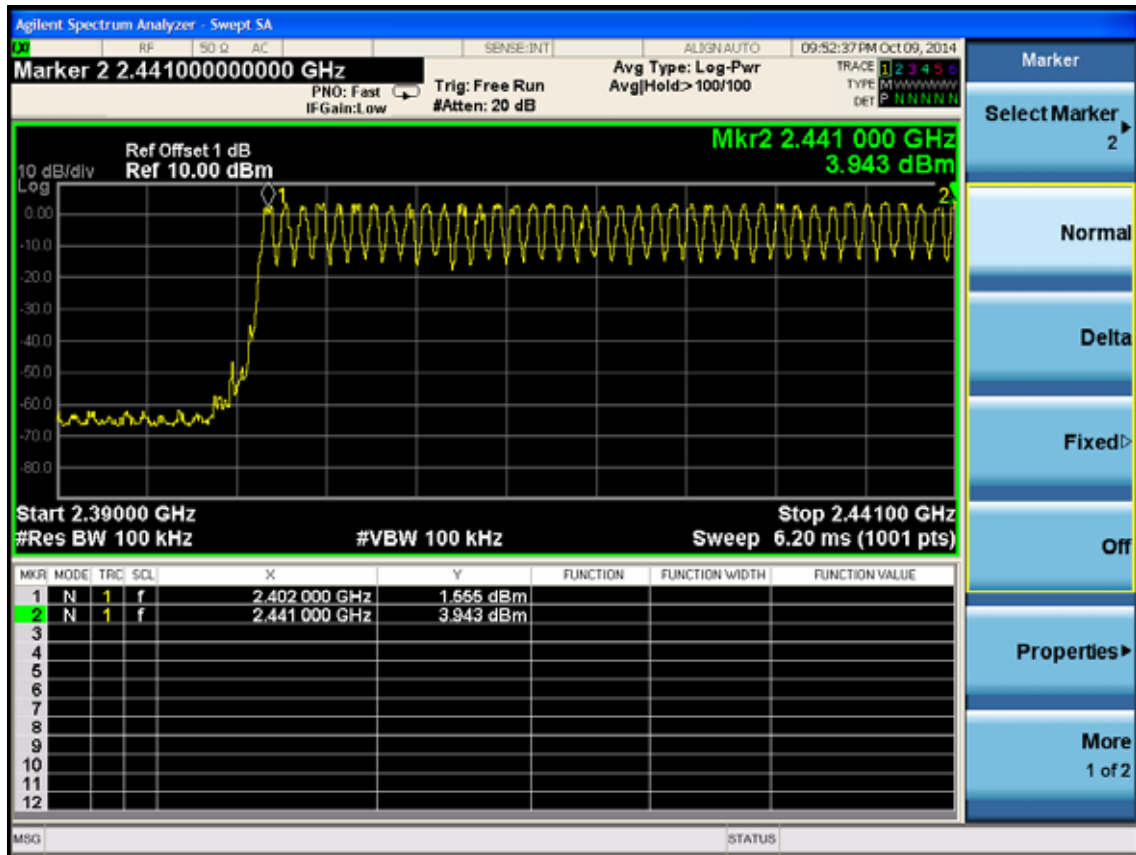 Agilent Spectrum Analyzer - Swept SA
RF 50 Ω AC SENSE:INT ALIGN AUTO 09:52:37 PM Oct 09, 2014
Marker 2 2.441000000000 GHz
PNO: Fast
IFGain:Low
Trig: Free Run
#Atten: 20 dB
Avg Type: Log-Pwr
Avg|Hold:>100/100
TRACE 1 2 3 4 5 6
TYPE M
DET P N N N N N
Mkr2 2.441 000 GHz
3.943 dBm
Ref Offset 1 dB
10 dB/div Ref 10.00 dBm
Log
1
2
0.00
-10.0
-20.0
-30.0
-40.0
-50.0
-60.0
-70.0
-80.0
Start 2.39000 GHz Stop 2.44100 GHz
#Res BW 100 kHz #VBW 100 kHz Sweep 6.20 ms (1001 pts)
MKR MODE TRC SCL X Y FUNCTION FUNCTION WIDTH FUNCTION VALUE
1 N 1 f 2.402 000 GHz 1.555 dBm
2 N 1 f 2.441 000 GHz 3.943 dBm
3
4
5
6
7
8
9
10
11
12
MSG STATUS
Marker
Select Marker
2
Normal
Delta
Fixed
Off
Properties
More
1 of 2